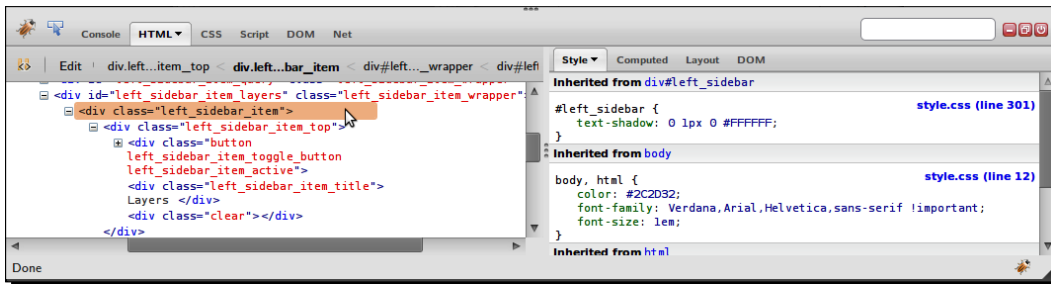 Console HTML CSS Script DOM Net
Edit div.left...item_top < div.left...bar_item < div#left..._wrapper < div#left
<div id="left_sidebar_item_layers" class="left_sidebar_item_wrapper":
<div class="left_sidebar_item">
<div class="left_sidebar_item_top">
<div class="button
left_sidebar_item_toggle_button
left_sidebar_item_active">
<div class="left_sidebar_item_title">
Layers </div>
<div class="clear"></div>
</div>
Done
Style Computed Layout DOM
Inherited from div#left_sidebar
#left_sidebar { style.css (line 301)
text-shadow: 0 1px 0 #FFFFFF;
}
Inherited from body
body, html { style.css (line 12)
color: #2C2D32;
font-family: Verdana,Arial,Helvetica,sans-serif !important;
font-size: 1em;
}
Inherited from html